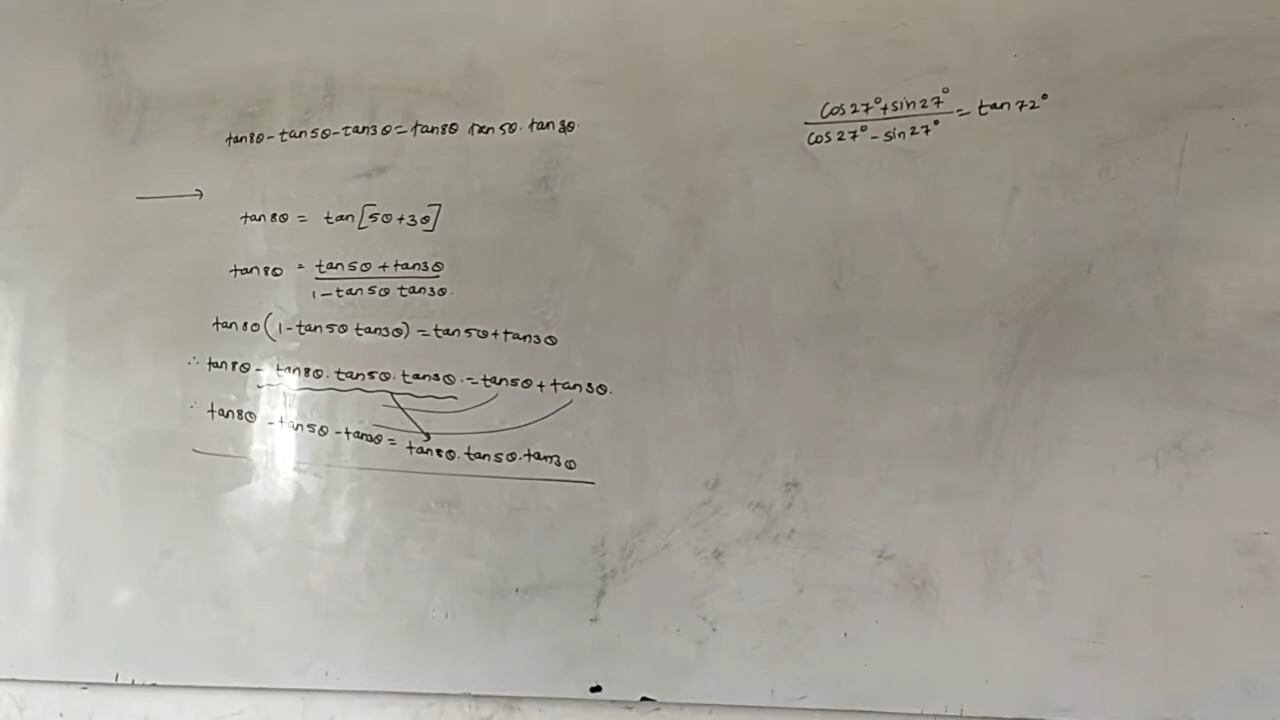 tan8θ - tan5θ - tan3θ = tan8θ tan5θ. tan3θ.
→
tan8θ = tan[5θ+3θ]
tan8θ = tan5θ + tan3θ
1 - tan5θ tan3θ.
tan8θ(1 - tan5θ tan3θ) = tan5θ + tan3θ
∴ tan8θ - tan8θ. tan5θ. tan3θ. = tan5θ + tan3θ.
∴ tan8θ - tan5θ - tan3θ = tan8θ. tan5θ. tan3θ
cos27° + sin27° = tan72°
cos27° - sin27°